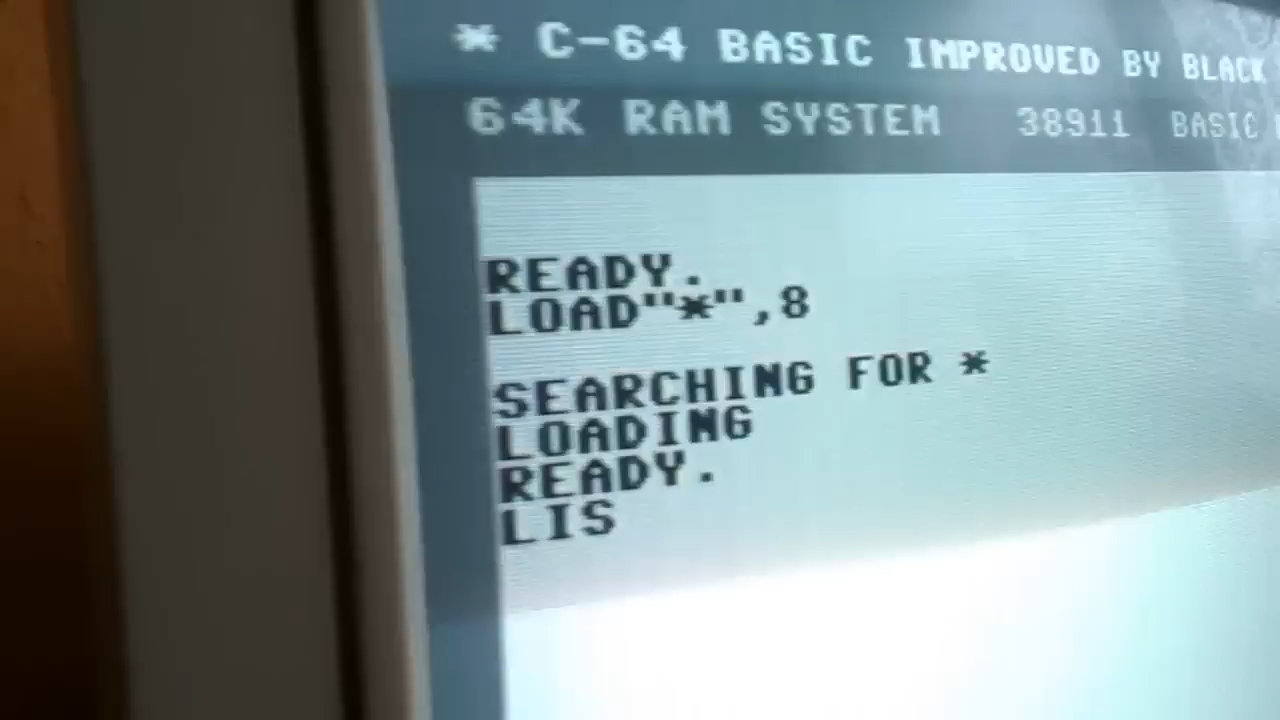 * C-64 BASIC IMPROVED BY BLACK
64K RAM SYSTEM 38911 BASIC
READY.
LOAD"*",8
SEARCHING FOR *
LOADING
READY.
LIS